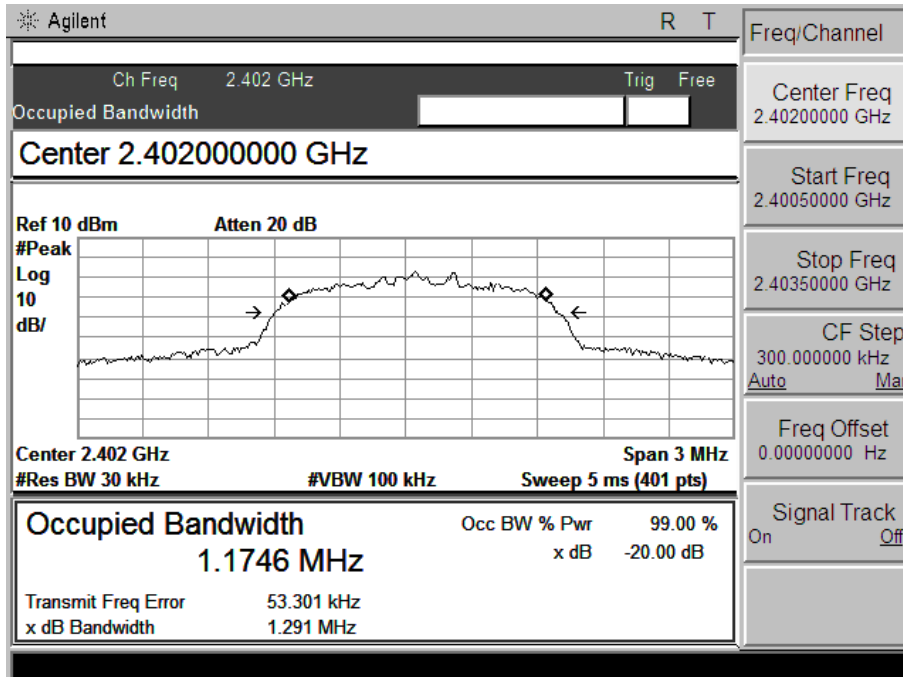 Agilent R T
Ch Freq 2.402 GHz Trig Free
Occupied Bandwidth
Center 2.402000000 GHz
Ref 10 dBm Atten 20 dB
#Peak
Log
10
dB/
Center 2.402 GHz Span 3 MHz
#Res BW 30 kHz #VBW 100 kHz Sweep 5 ms (401 pts)
Occupied Bandwidth
1.1746 MHz
Occ BW % Pwr 99.00 %
x dB -20.00 dB
Transmit Freq Error 53.301 kHz
x dB Bandwidth 1.291 MHz
Freq/Channel
Center Freq
2.40200000 GHz
Start Freq
2.40050000 GHz
Stop Freq
2.40350000 GHz
CF Step
300.000000 kHz
Auto Mar
Freq Offset
0.00000000 Hz
Signal Track
On Off